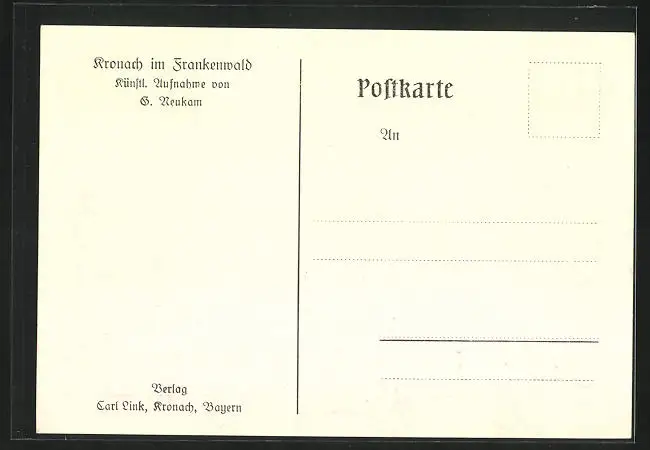 Kronach im Frankenwald
Künſtl. Aufnahme von
G. Neukam
Verlag
Carl Link, Kronach, Bayern
Poſtkarte
An